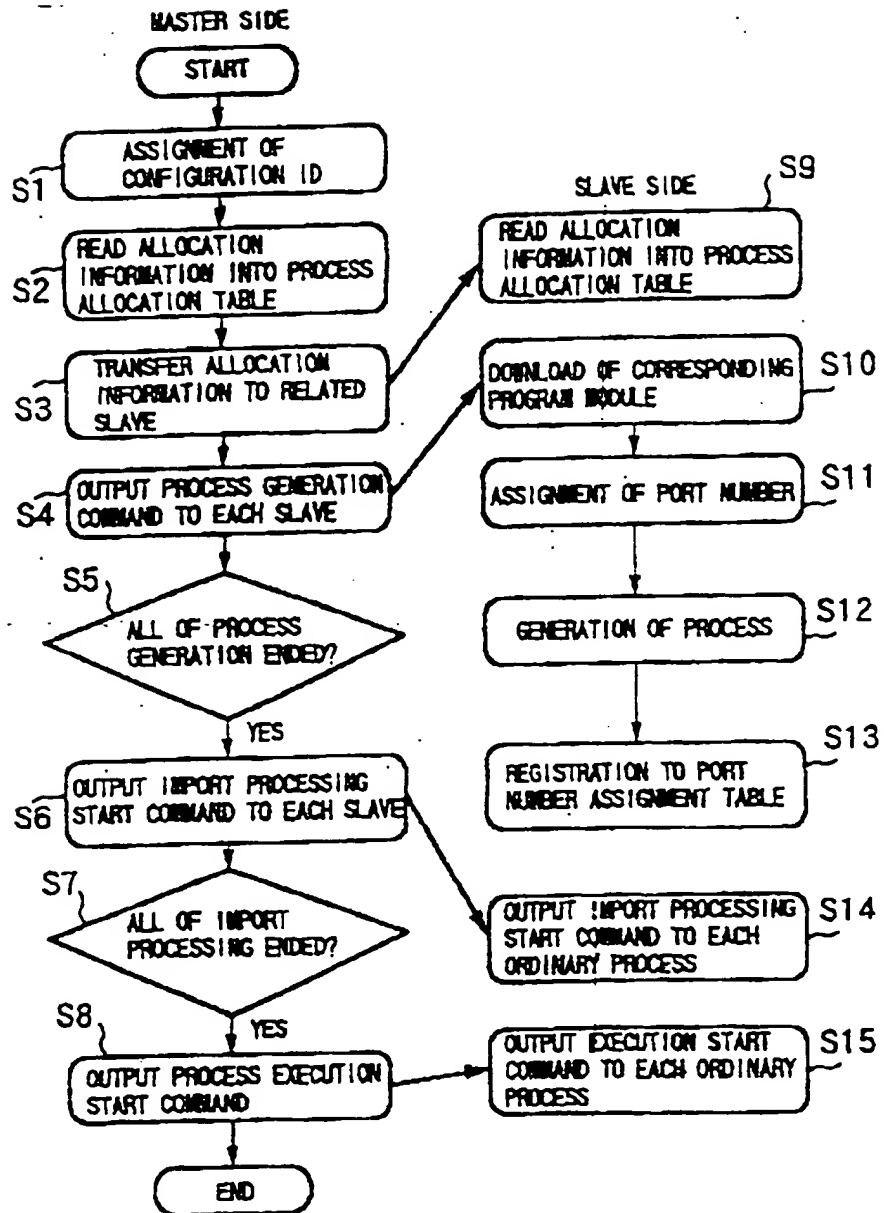 MASTER SIDE
START
S1
ASSIGNMENT OF
CONFIGURATION ID
S2
READ ALLOCATION
INFORMATION INTO PROCESS
ALLOCATION TABLE
S3
TRANSFER ALLOCATION
INFORMATION TO RELATED
SLAVE
S4
OUTPUT PROCESS GENERATION
COMMAND TO EACH SLAVE
S5
ALL OF PROCESS
GENERATION ENDED?
YES
S6
OUTPUT IMPORT PROCESSING
START COMMAND TO EACH SLAVE
S7
ALL OF IMPORT
PROCESSING ENDED?
YES
S8
OUTPUT PROCESS EXECUTION
START COMMAND
END
SLAVE SIDE
S9
READ ALLOCATION
INFORMATION INTO PROCESS
ALLOCATION TABLE
S10
DOWNLOAD OF CORRESPONDING
PROGRAM MODULE
S11
ASSIGNMENT OF PORT NUMBER
S12
GENERATION OF PROCESS
S13
REGISTRATION TO PORT
NUMBER ASSIGNMENT TABLE
S14
OUTPUT IMPORT PROCESSING
START COMMAND TO EACH
ORDINARY PROCESS
S15
OUTPUT EXECUTION START
COMMAND TO EACH ORDINARY
PROCESS